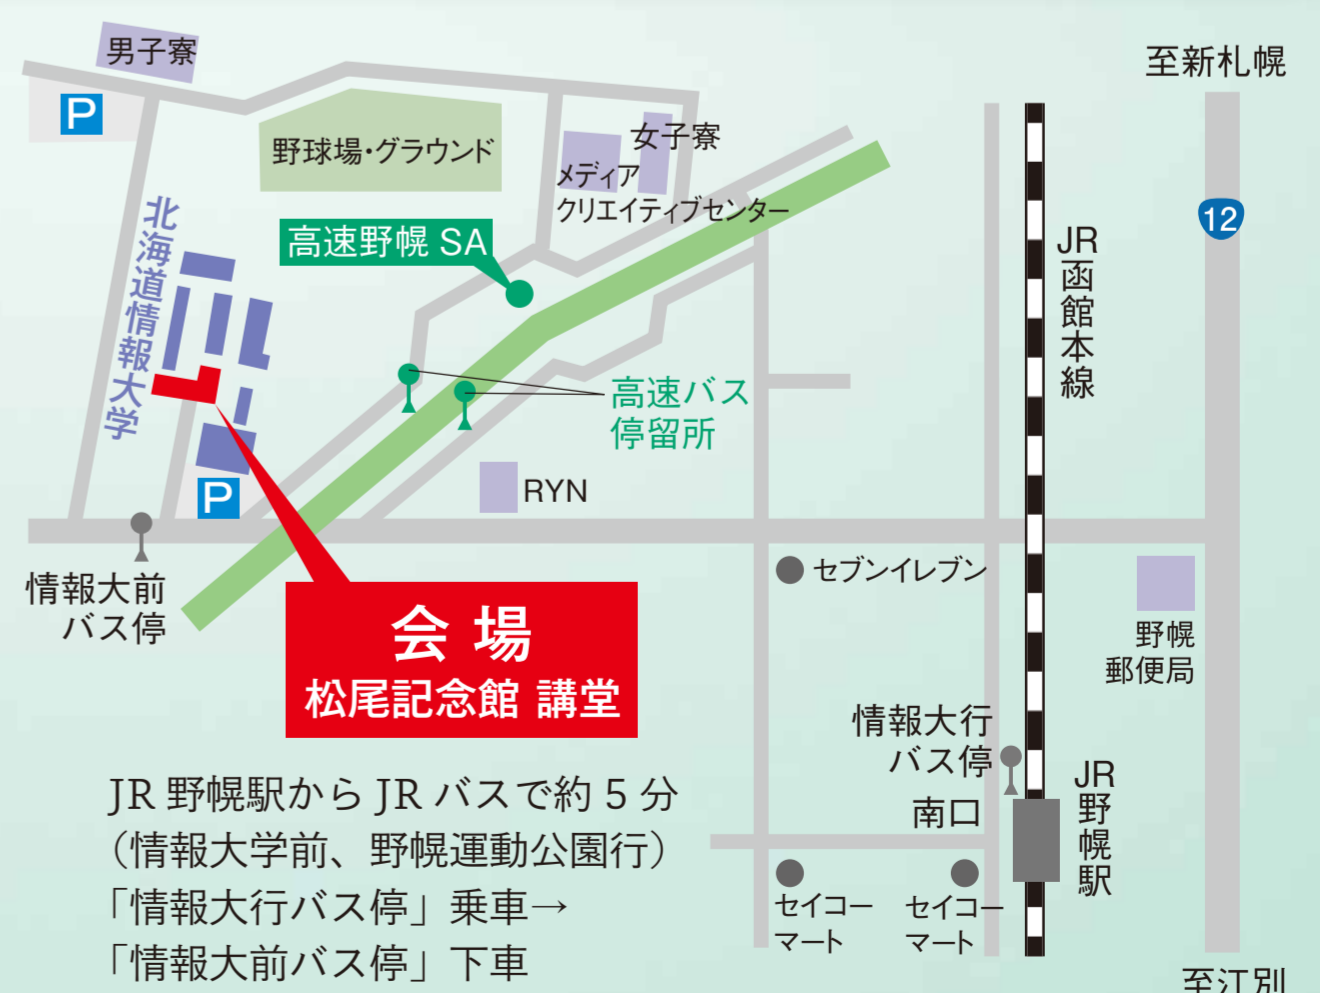 男子寮
P
至新札幌
野球場・グラウンド
女子寮
メディア
クリエイティブセンター
12
北海道情報大学
高速野幌 SA
JR函館本線
高速バス
停留所
RYN
P
セブンイレブン
情報大前
バス停
会 場
松尾記念館 講堂
野幌
郵便局
情報大行
バス停
南口
JR野幌駅
セイコー
マート
セイコー
マート
JR 野幌駅から JR バスで約 5 分
（情報大学前、野幌運動公園行）
「情報大行バス停」乗車→
「情報大前バス停」下車
至江別